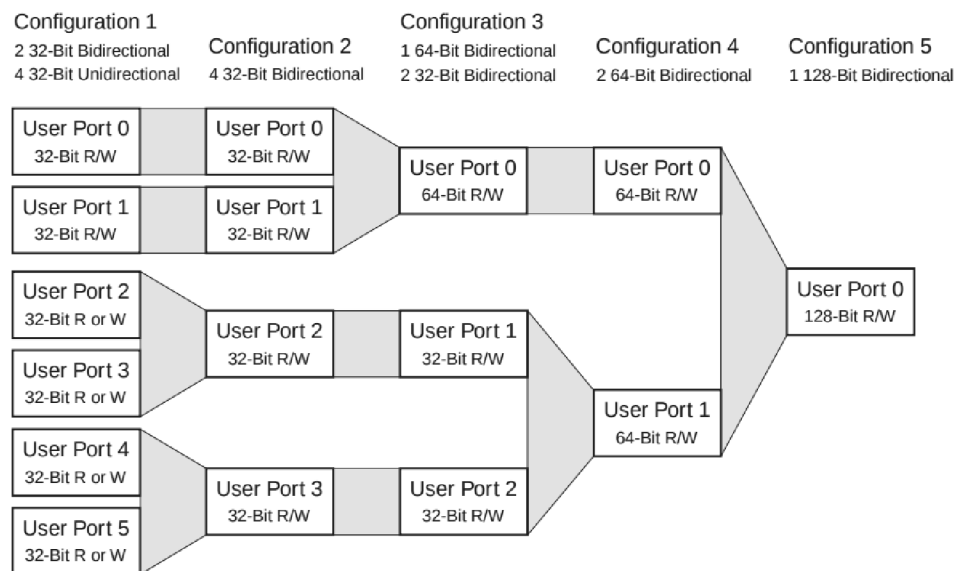 Configuration 1
2 32-Bit Bidirectional
4 32-Bit Unidirectional
Configuration 2
4 32-Bit Bidirectional
Configuration 3
1 64-Bit Bidirectional
2 32-Bit Bidirectional
Configuration 4
2 64-Bit Bidirectional
Configuration 5
1 128-Bit Bidirectional
User Port 0
32-Bit R/W
User Port 1
32-Bit R/W
User Port 2
32-Bit R or W
User Port 3
32-Bit R or W
User Port 4
32-Bit R or W
User Port 5
32-Bit R or W
User Port 0
32-Bit R/W
User Port 1
32-Bit R/W
User Port 2
32-Bit R/W
User Port 3
32-Bit R/W
User Port 0
64-Bit R/W
User Port 1
32-Bit R/W
User Port 2
32-Bit R/W
User Port 0
64-Bit R/W
User Port 1
64-Bit R/W
User Port 0
128-Bit R/W